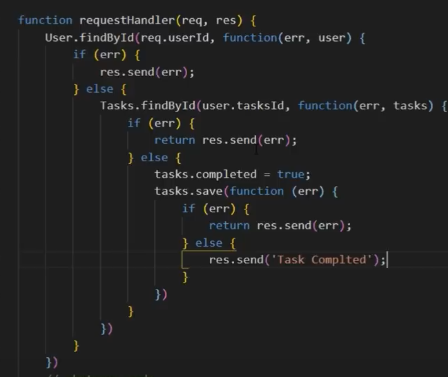 function requestHandler(req, res) {
User.findById(req.userId, function(err, user) {
if (err) {
res.send(err);
} else {
Tasks.findById(user.tasksId, function(err, tasks) {
if (err) {
return res.send(err);
} else {
tasks.completed = true;
tasks.save(function (err) {
if (err) {
return res.send(err);
} else {
res.send('Task Complted');
}
})
}
})
}
})